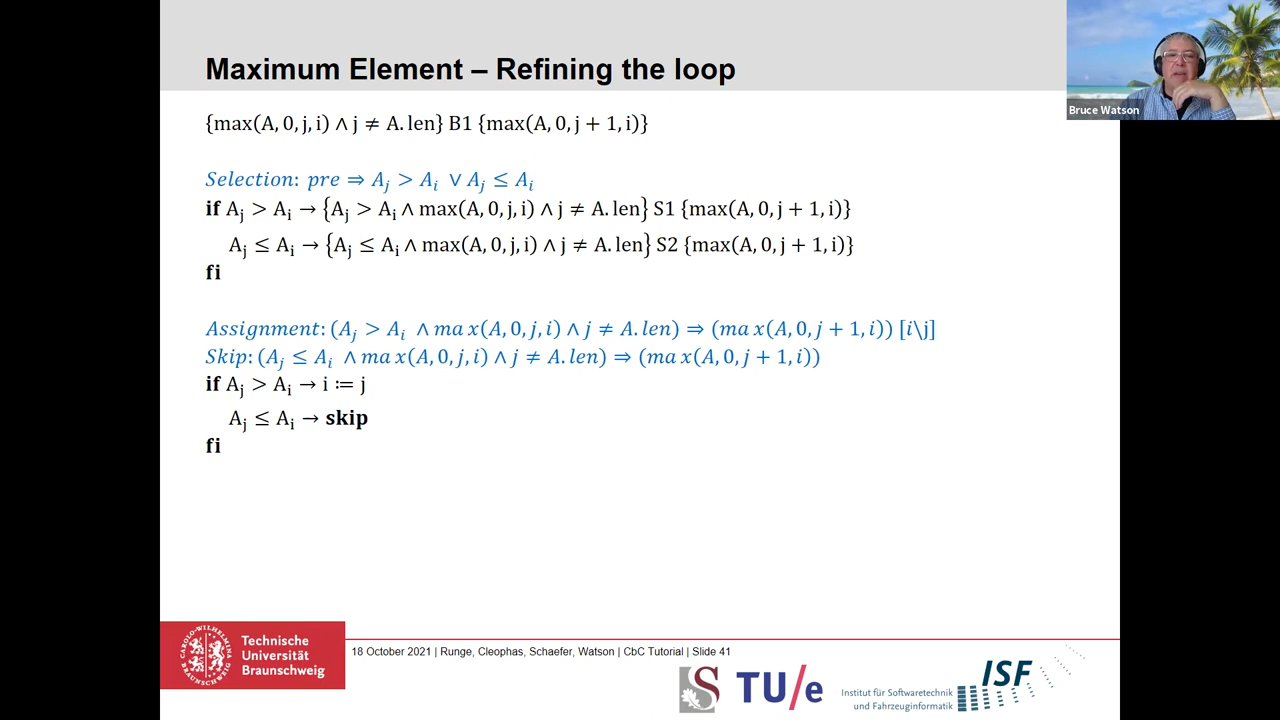 Maximum Element – Refining the loop
Bruce Watson
{max(A, 0, j, i) ∧ j ≠ A. len} B1 {max(A, 0, j + 1, i)}
Selection: pre ⇒ Aⱼ > Aᵢ ∨ Aⱼ ≤ Aᵢ
if Aⱼ > Aᵢ → {Aⱼ > Aᵢ ∧ max(A, 0, j, i) ∧ j ≠ A. len} S1 {max(A, 0, j + 1, i)}
Aⱼ ≤ Aᵢ → {Aⱼ ≤ Aᵢ ∧ max(A, 0, j, i) ∧ j ≠ A. len} S2 {max(A, 0, j + 1, i)}
fi
Assignment: (Aⱼ > Aᵢ ∧ ma x(A, 0, j, i) ∧ j ≠ A. len) ⇒ (ma x(A, 0, j + 1, i)) [i\j]
Skip: (Aⱼ ≤ Aᵢ ∧ ma x(A, 0, j, i) ∧ j ≠ A. len) ⇒ (ma x(A, 0, j + 1, i))
if Aⱼ > Aᵢ → i ≔ j
Aⱼ ≤ Aᵢ → skip
fi
Technische
Universität
Braunschweig
18 October 2021 | Runge, Cleophas, Schaefer, Watson | CbC Tutorial | Slide 41
S
TU/e
Institut für Softwaretechnik
und Fahrzeuginformatik
ISF